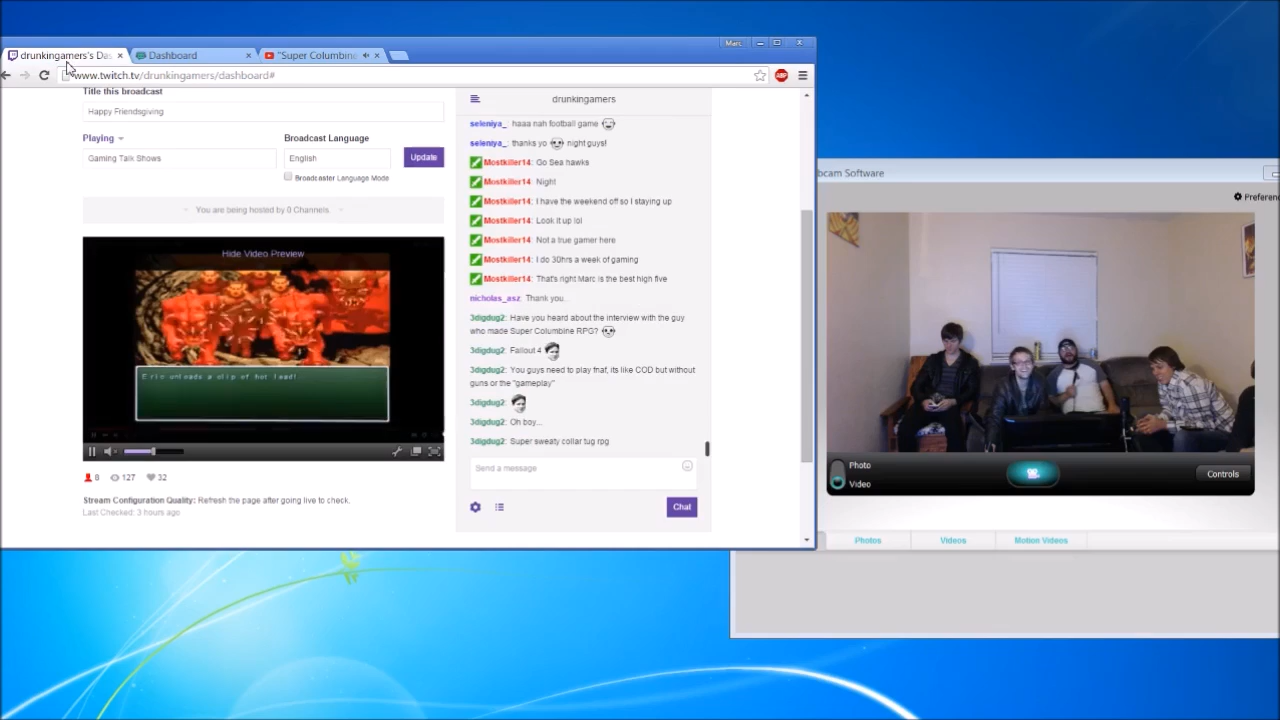 drunkingamers's Das
Dashboard
"Super Columbine
Marc
www.twitch.tv/drunkingamers/dashboard#
ABP
Title this broadcast
Happy Friendsgiving
Playing
Broadcast Language
Gaming Talk Shows
English
Update
Broadcaster Language Mode
You are being hosted by 0 Channels.
Hide Video Preview
Eric unloads a clip of hot lead!
8
127
32
Stream Configuration Quality: Refresh the page after going live to check.
Last Checked: 3 hours ago
drunkingamers
seleniya_: haaa nah football game
seleniya_: thanks yo night guys!
Mostkiller14: Go Sea hawks
Mostkiller14: Night
Mostkiller14: I have the weekend off so I staying up
Mostkiller14: Look it up lol
Mostkiller14: Not a true gamer here
Mostkiller14: I do 30hrs a week of gaming
Mostkiller14: That's right Marc is the best high five
nicholas_asz: Thank you...
3digdug2: Have you heard about the interview with the guy
who made Super Columbine RPG?
3digdug2: Fallout 4
3digdug2: You guys need to play fnaf, its like COD but without
guns or the "gameplay"
3digdug2:
3digdug2: Oh boy...
3digdug2: Super sweaty collar tug rpg
Send a message
Chat
bcam Software
Preferenc
Photo
Video
Controls
Photos
Videos
Motion Videos